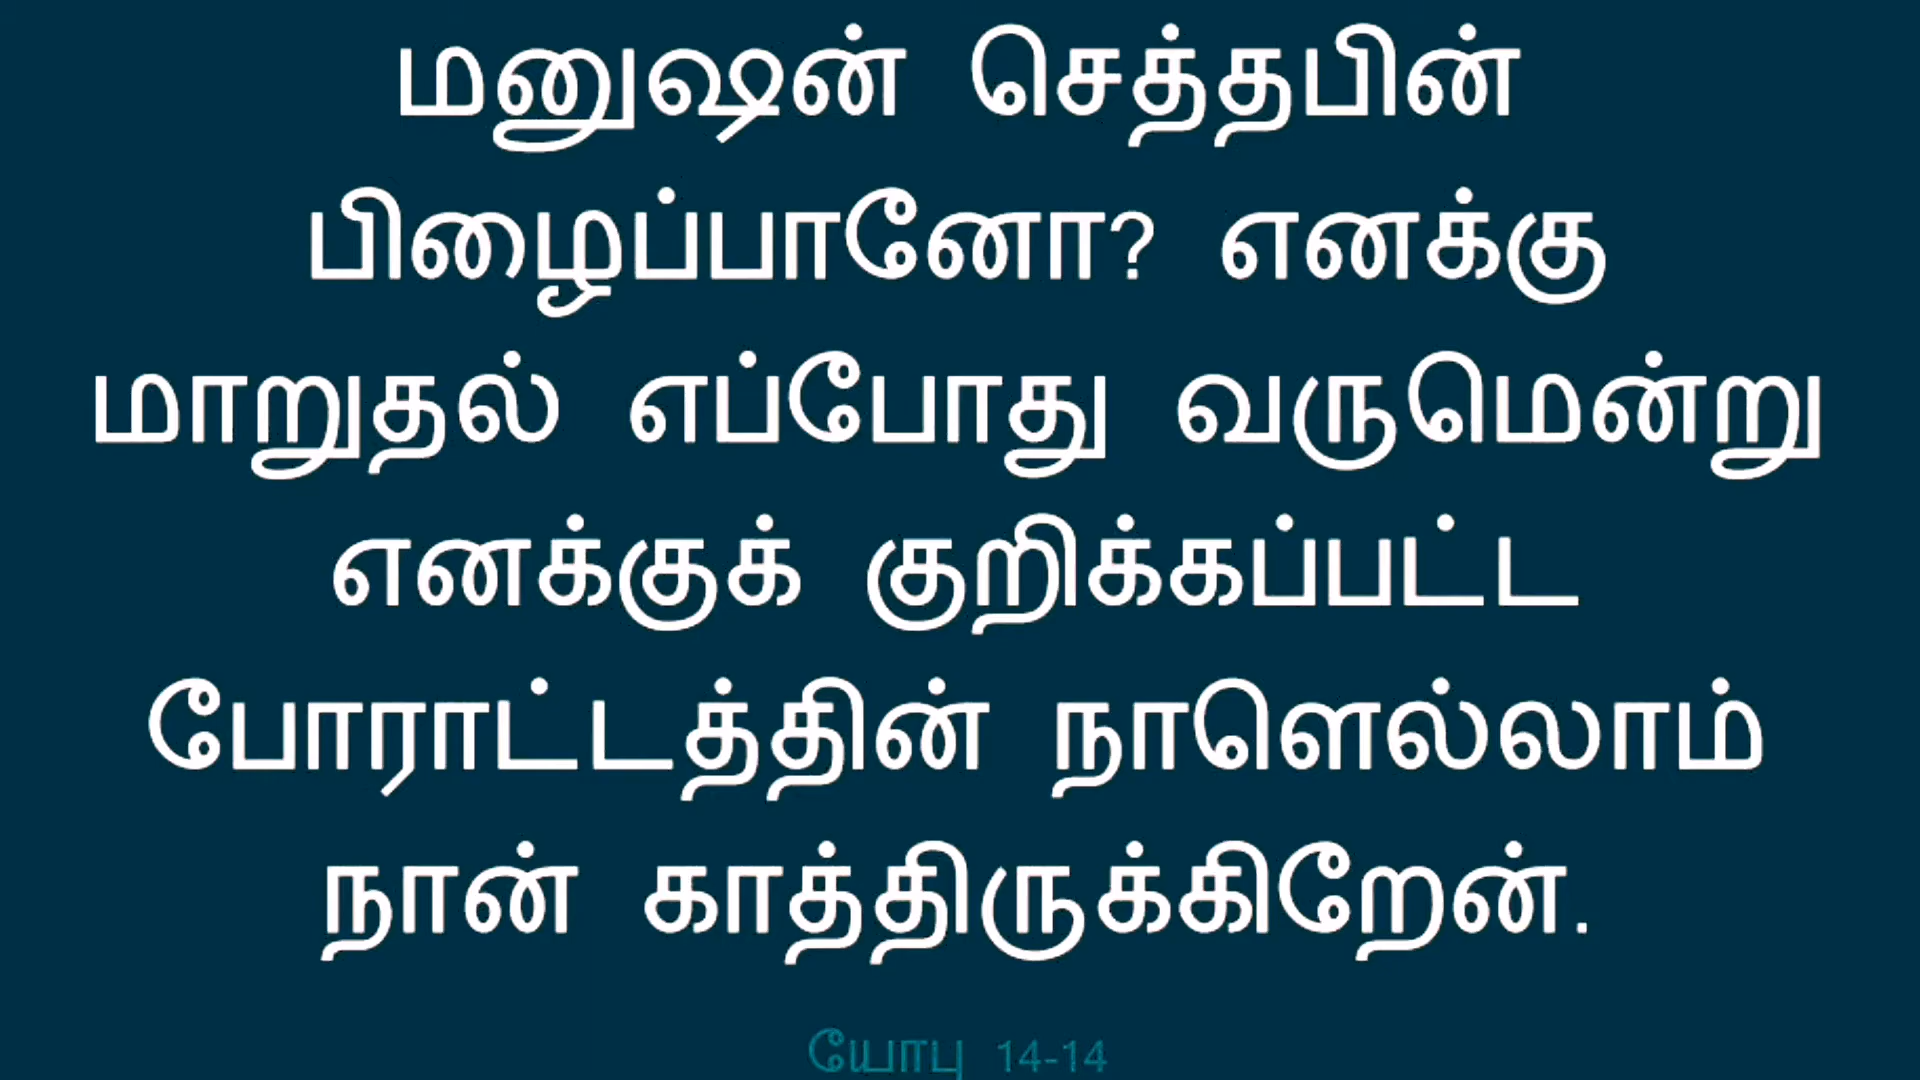 மனுஷன் செத்தபின்
பிழைப்பானோ? எனக்கு
மாறுதல் எப்போது வருமென்று
எனக்குக் குறிக்கப்பட்ட
போராட்டத்தின் நாளெல்லாம்
நான் காத்திருக்கிறேன்.
யோபு 14-14